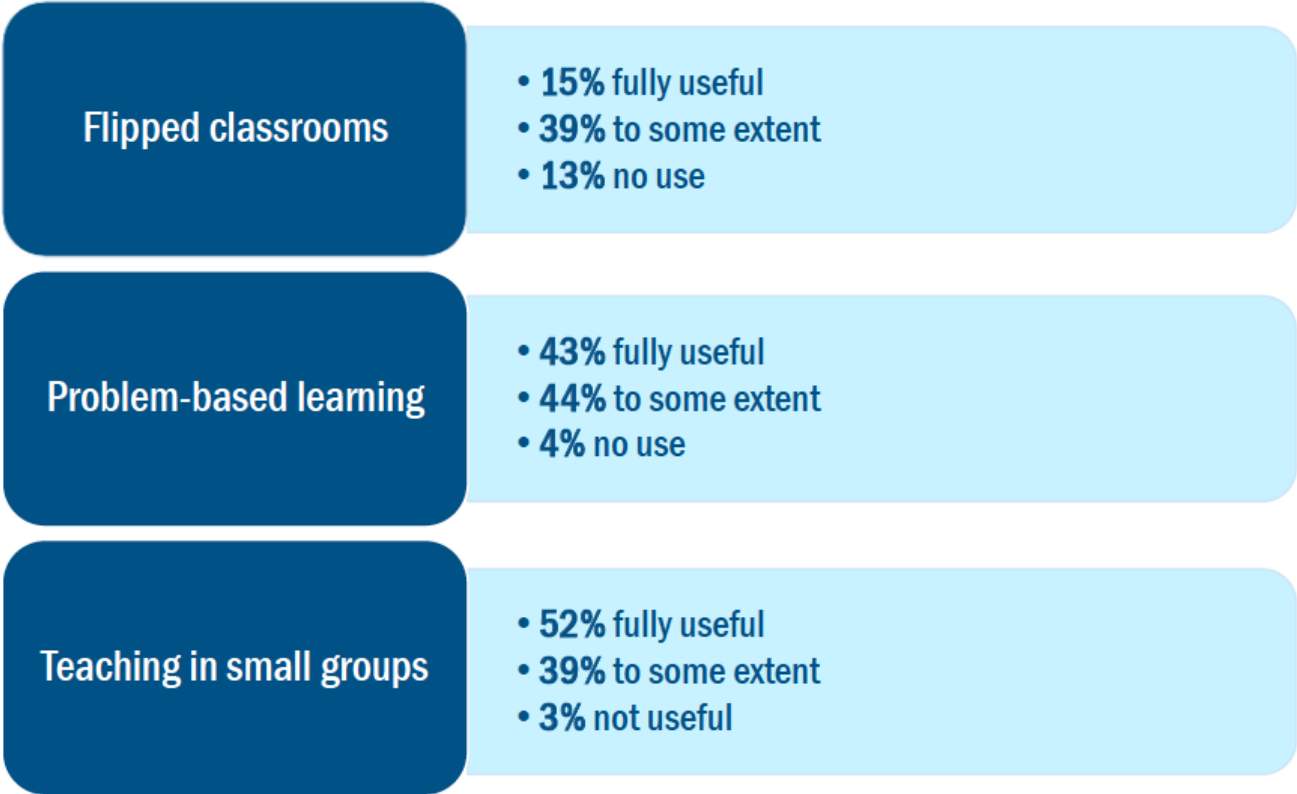 Flipped classrooms
• 15% fully useful
• 39% to some extent
• 13% no use
Problem-based learning
• 43% fully useful
• 44% to some extent
• 4% no use
Teaching in small groups
• 52% fully useful
• 39% to some extent
• 3% not useful